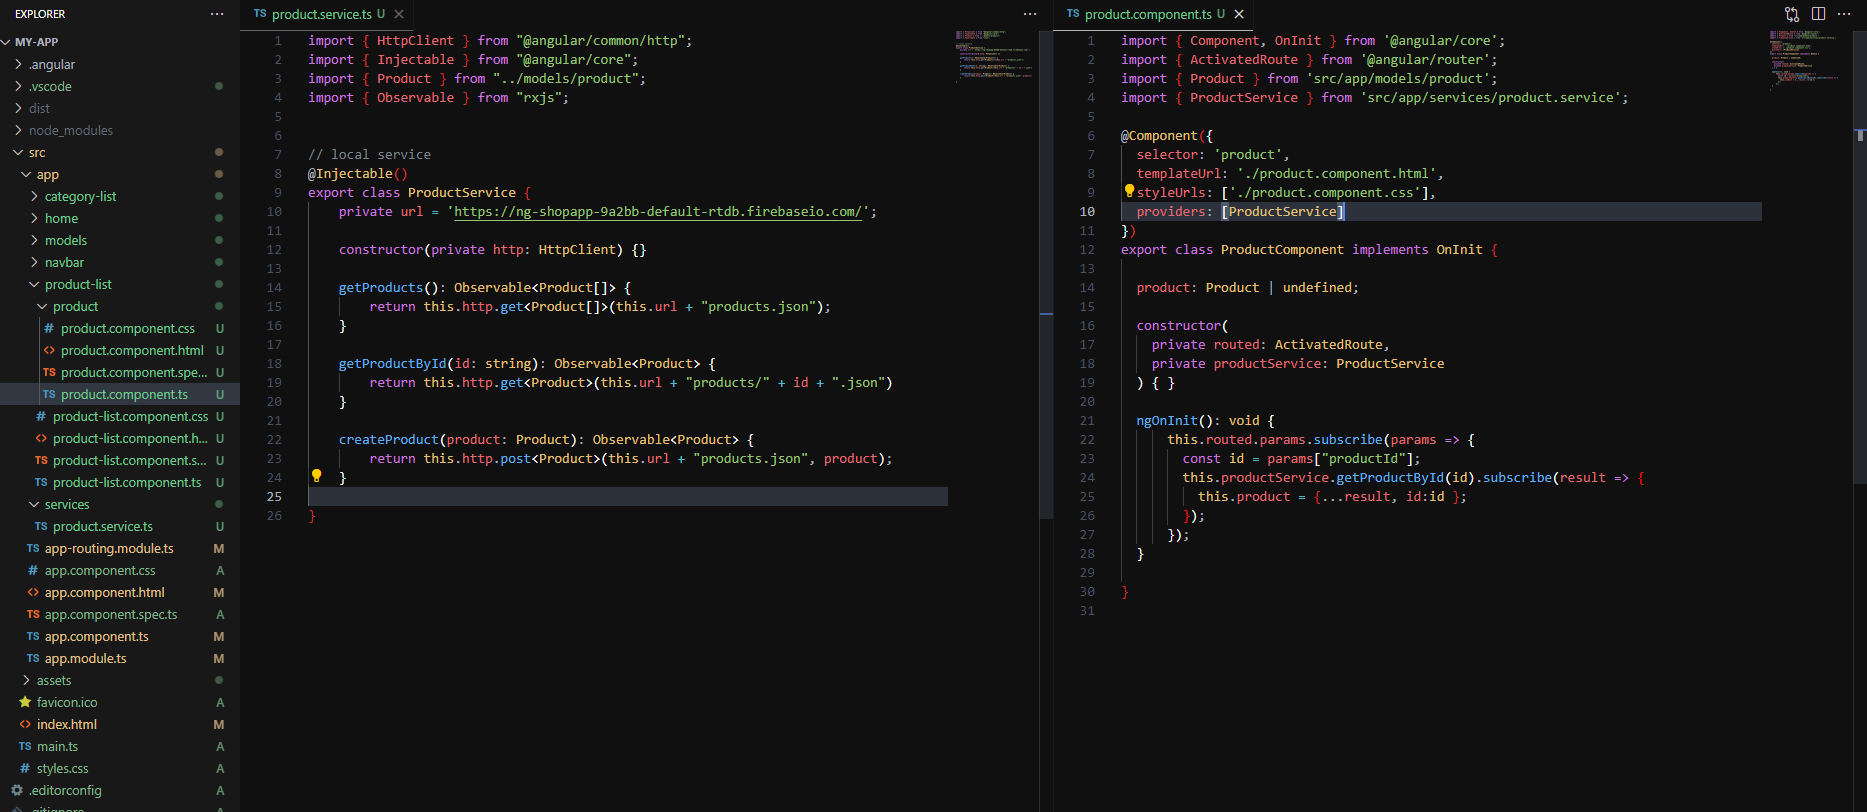 EXPLORER
MY-APP
.angular
.vscode
dist
node_modules
src
app
category-list
home
models
navbar
product-list
product
# product.component.css U
<> product.component.html U
TS product.component.spe... U
TS product.component.ts U
# product-list.component.css U
<> product-list.component.h... U
TS product-list.component.s... U
TS product-list.component.ts U
services
TS product.service.ts U
TS app-routing.module.ts M
# app.component.css A
<> app.component.html M
TS app.component.spec.ts A
TS app.component.ts M
TS app.module.ts M
assets
favicon.ico A
<> index.html M
TS main.ts A
# styles.css A
.editorconfig A
.gitignore A
TS product.service.ts U
1 import { HttpClient } from "@angular/common/http";
2 import { Injectable } from "@angular/core";
3 import { Product } from "../models/product";
4 import { Observable } from "rxjs";
5
6
7 // local service
8 @Injectable()
9 export class ProductService {
10 private url = 'https://ng-shopapp-9a2bb-default-rtdb.firebaseio.com/';
11
12 constructor(private http: HttpClient) {}
13
14 getProducts(): Observable<Product[]> {
15 return this.http.get<Product[]>(this.url + "products.json");
16 }
17
18 getProductById(id: string): Observable<Product> {
19 return this.http.get<Product>(this.url + "products/" + id + ".json")
20 }
21
22 createProduct(product: Product): Observable<Product> {
23 return this.http.post<Product>(this.url + "products.json", product);
24 }
25
26 }
TS product.component.ts U
1 import { Component, OnInit } from '@angular/core';
2 import { ActivatedRoute } from '@angular/router';
3 import { Product } from 'src/app/models/product';
4 import { ProductService } from 'src/app/services/product.service';
5
6 @Component({
7 selector: 'product',
8 templateUrl: './product.component.html',
9 styleUrls: ['./product.component.css'],
10 providers: [ProductService]
11 })
12 export class ProductComponent implements OnInit {
13
14 product: Product | undefined;
15
16 constructor(
17 private routed: ActivatedRoute,
18 private productService: ProductService
19 ) { }
20
21 ngOnInit(): void {
22 this.routed.params.subscribe(params => {
23 const id = params["productId"];
24 this.productService.getProductById(id).subscribe(result => {
25 this.product = {...result, id:id };
26 });
27 });
28 }
29
30 }
31